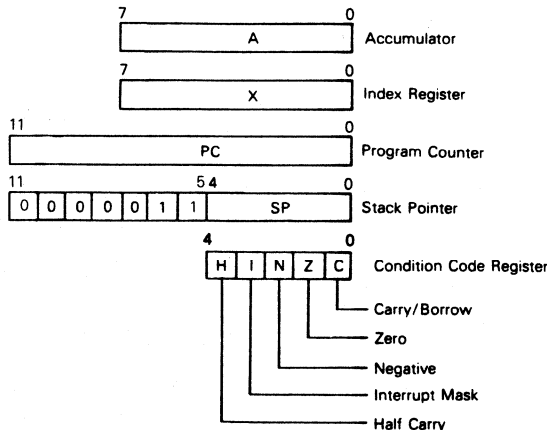 7 0
A Accumulator
7 0
X Index Register
11 0
PC Program Counter
11 5 4 0
0 0 0 0 0 1 1 SP Stack Pointer
4 0
H I N Z C Condition Code Register
Carry/Borrow
Zero
Negative
Interrupt Mask
Half Carry